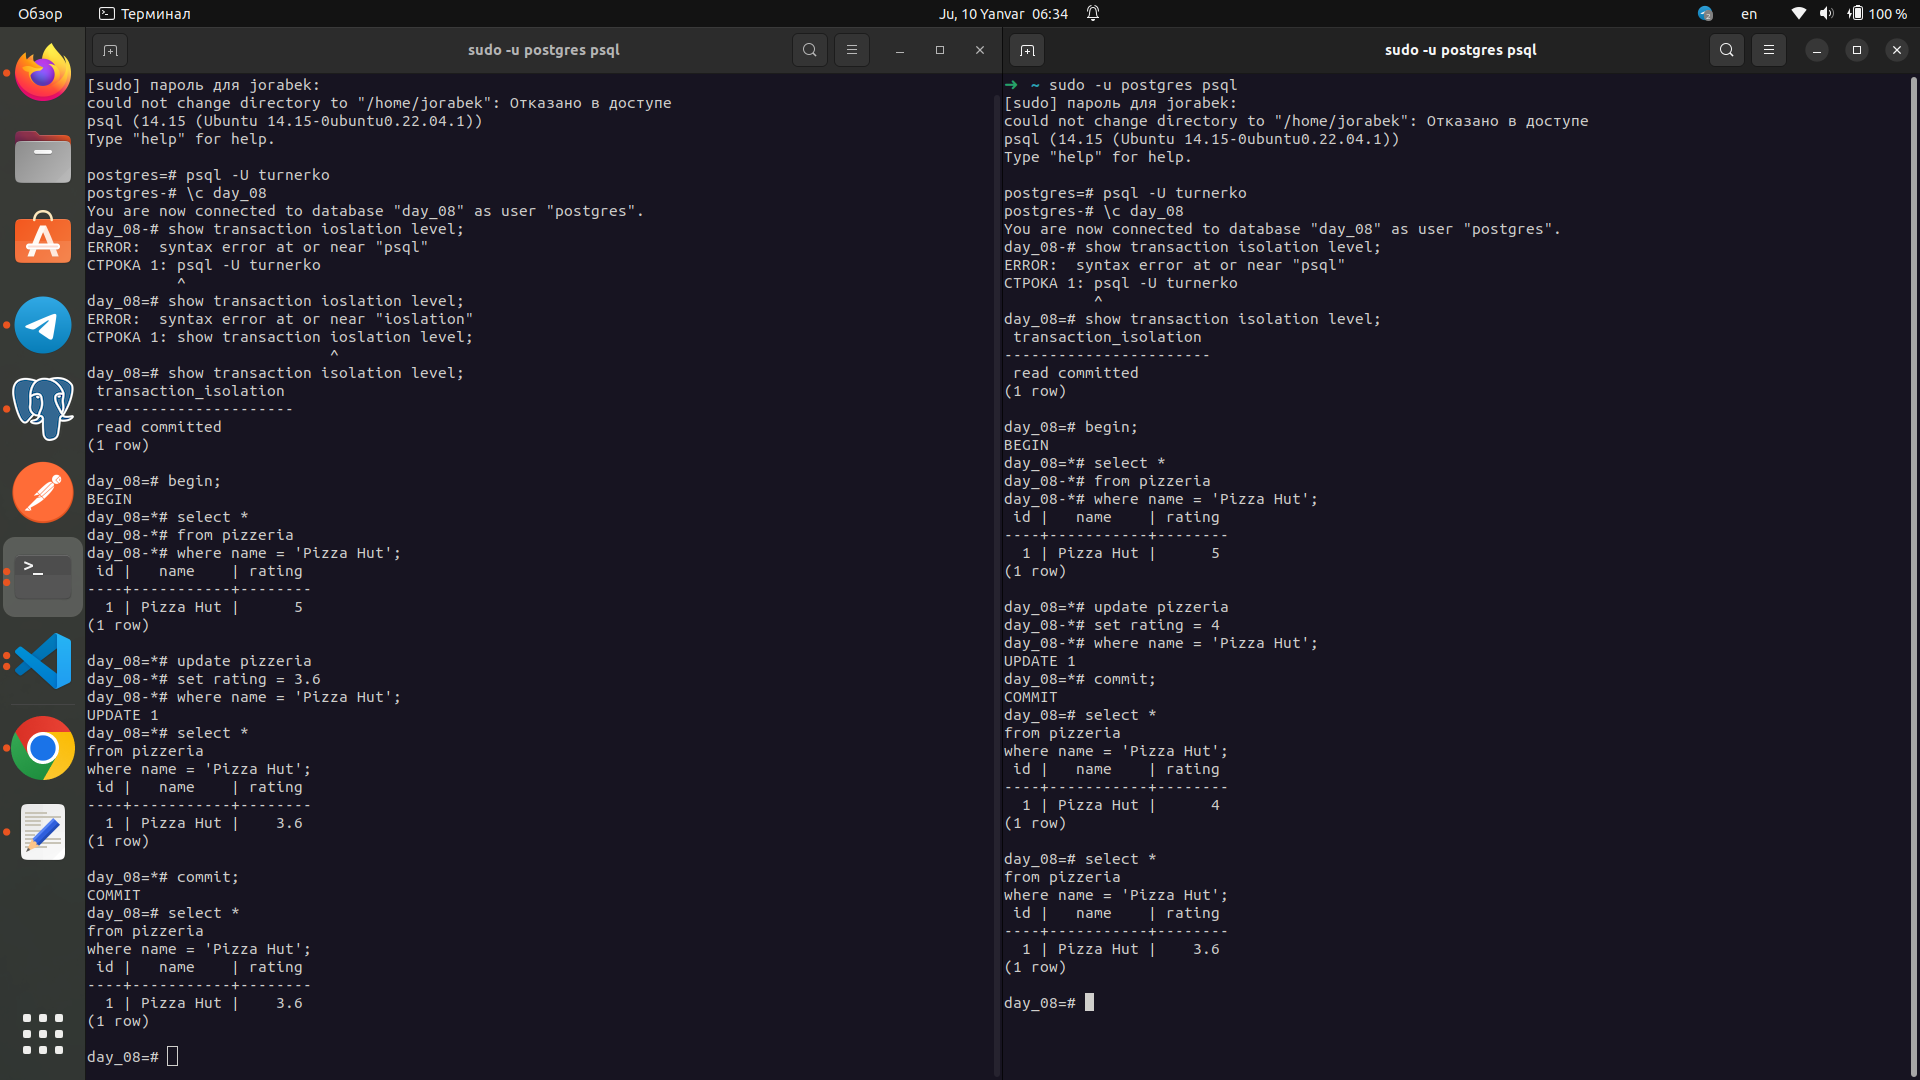 Обзор
Терминал
Ju, 10 Yanvar 06:34
en
100 %
sudo -u postgres psql
[sudo] пароль для jorabek:
could not change directory to "/home/jorabek": Отказано в доступе
psql (14.15 (Ubuntu 14.15-0ubuntu0.22.04.1))
Type "help" for help.
postgres=# psql -U turnerko
postgres-# \c day_08
You are now connected to database "day_08" as user "postgres".
day_08-# show transaction ioslation level;
ERROR:  syntax error at or near "psql"
СТРОКА 1: psql -U turnerko
^
day_08=# show transaction ioslation level;
ERROR:  syntax error at or near "ioslation"
СТРОКА 1: show transaction ioslation level;
^
day_08=# show transaction isolation level;
transaction_isolation
-----------------------
read committed
(1 row)
day_08=# begin;
BEGIN
day_08=*# select *
day_08-*# from pizzeria
day_08-*# where name = 'Pizza Hut';
id |   name    | rating
----+-----------+--------
1 | Pizza Hut |      5
(1 row)
day_08=*# update pizzeria
day_08-*# set rating = 3.6
day_08-*# where name = 'Pizza Hut';
UPDATE 1
day_08=*# select *
from pizzeria
where name = 'Pizza Hut';
id |   name    | rating
----+-----------+--------
1 | Pizza Hut |    3.6
(1 row)
day_08=*# commit;
COMMIT
day_08=# select *
from pizzeria
where name = 'Pizza Hut';
id |   name    | rating
----+-----------+--------
1 | Pizza Hut |    3.6
(1 row)
day_08=#
sudo -u postgres psql
➜ ~ sudo -u postgres psql
[sudo] пароль для jorabek:
could not change directory to "/home/jorabek": Отказано в доступе
psql (14.15 (Ubuntu 14.15-0ubuntu0.22.04.1))
Type "help" for help.
postgres=# psql -U turnerko
postgres-# \c day_08
You are now connected to database "day_08" as user "postgres".
day_08-# show transaction isolation level;
ERROR:  syntax error at or near "psql"
СТРОКА 1: psql -U turnerko
^
day_08=# show transaction isolation level;
transaction_isolation
-----------------------
read committed
(1 row)
day_08=# begin;
BEGIN
day_08=*# select *
day_08-*# from pizzeria
day_08-*# where name = 'Pizza Hut';
id |   name    | rating
----+-----------+--------
1 | Pizza Hut |      5
(1 row)
day_08=*# update pizzeria
day_08-*# set rating = 4
day_08-*# where name = 'Pizza Hut';
UPDATE 1
day_08=*# commit;
COMMIT
day_08=# select *
from pizzeria
where name = 'Pizza Hut';
id |   name    | rating
----+-----------+--------
1 | Pizza Hut |      4
(1 row)
day_08=# select *
from pizzeria
where name = 'Pizza Hut';
id |   name    | rating
----+-----------+--------
1 | Pizza Hut |    3.6
(1 row)
day_08=#